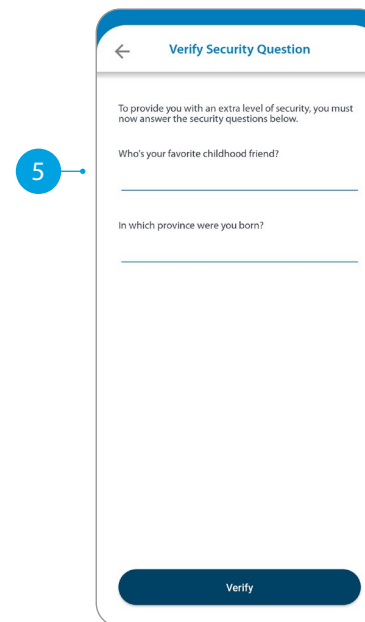 Verify Security Question
To provide you with an extra level of security, you must
now answer the security questions below.
Who's your favorite childhood friend?
5
In which province were you born?
Verify